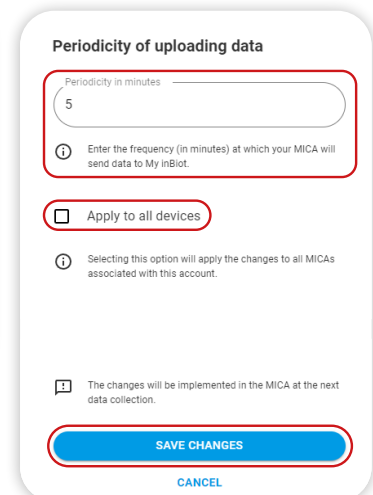 Periodicity of uploading data
Periodicity in minutes
5
Enter the frequency (in minutes) at which your MICA will
send data to My inBiot.
Apply to all devices
Selecting this option will apply the changes to all MICAs
associated with this account.
The changes will be implemented in the MICA at the next
data collection.
SAVE CHANGES
CANCEL